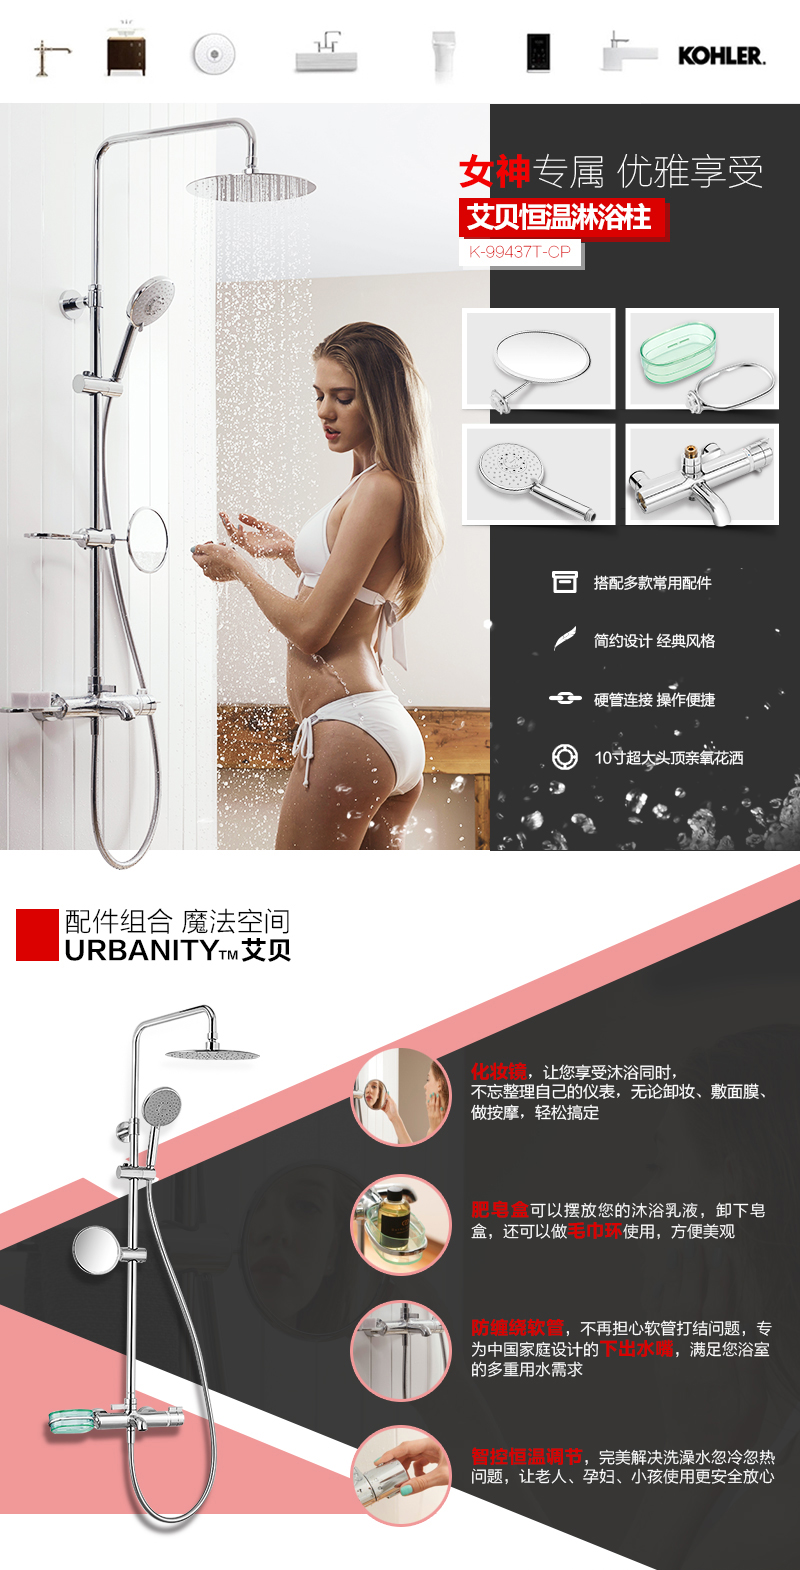 KOHLER.
女神专属 优雅享受
艾贝恒温淋浴柱
K-99437T-CP
搭配多款常用配件
简约设计 经典风格
硬管连接 操作便捷
10寸超大头顶亲氧花洒
配件组合 魔法空间
URBANITY™艾贝
化妆镜，让您享受沐浴同时，
不忘整理自己的仪表，无论卸妆、敷面膜、
做按摩，轻松搞定
肥皂盒可以摆放您的沐浴乳液，卸下皂
盒，还可以做毛巾环使用，方便美观
防缠绕软管，不再担心软管打结问题，专
为中国家庭设计的下出水嘴，满足您浴室
的多重用水需求
智控恒温调节，完美解决洗澡水忽冷忽热
问题，让老人、孕妇、小孩使用更安全放心